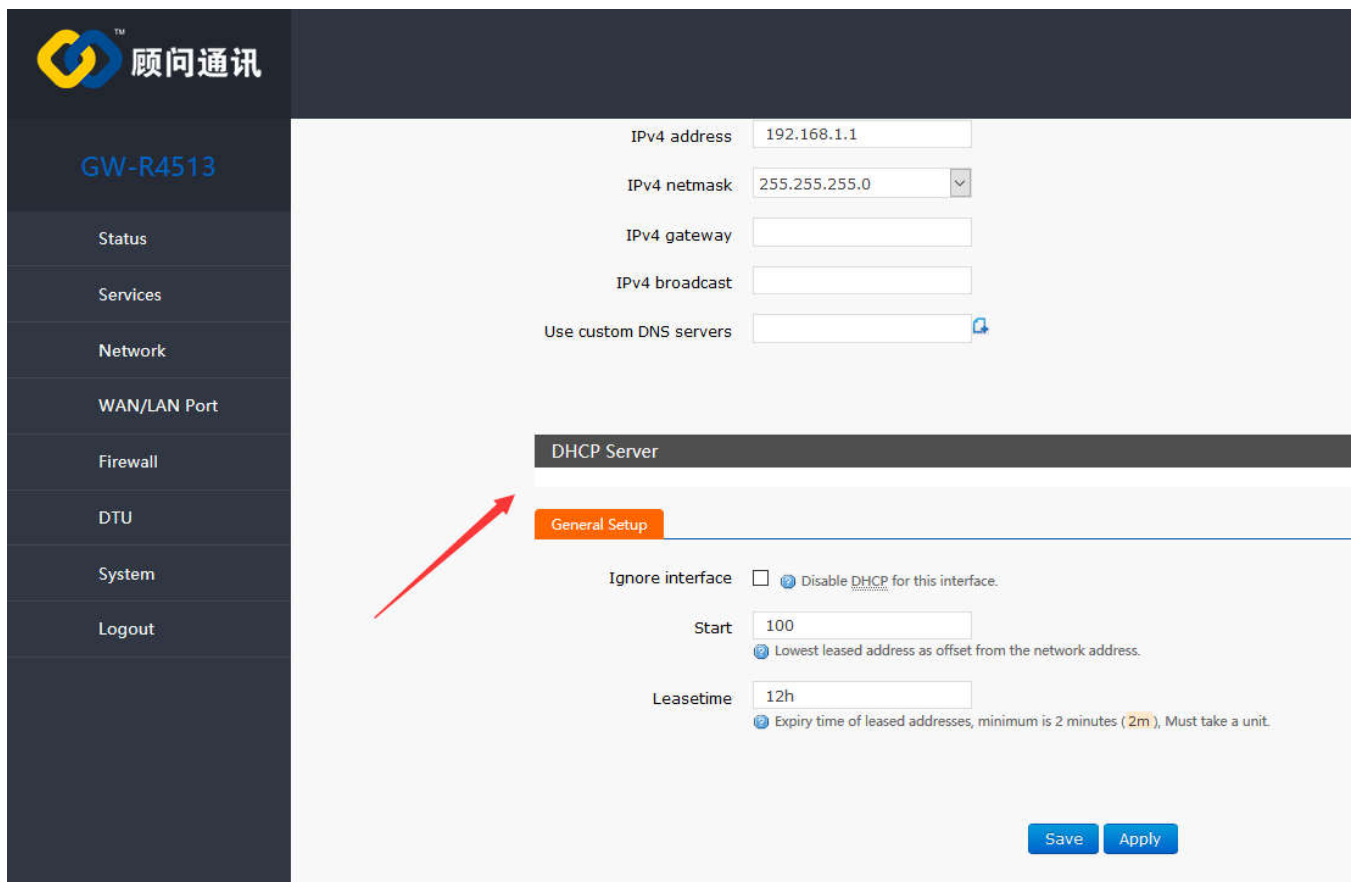 TM
顾问通讯
GW-R4513
Status
Services
Network
WAN/LAN Port
Firewall
DTU
System
Logout
IPv4 address 192.168.1.1
IPv4 netmask 255.255.255.0
IPv4 gateway
IPv4 broadcast
Use custom DNS servers
DHCP Server
General Setup
Ignore interface Disable DHCP for this interface.
Start 100
Lowest leased address as offset from the network address.
Leasetime 12h
Expiry time of leased addresses, minimum is 2 minutes ( 2m ), Must take a unit.
Save Apply